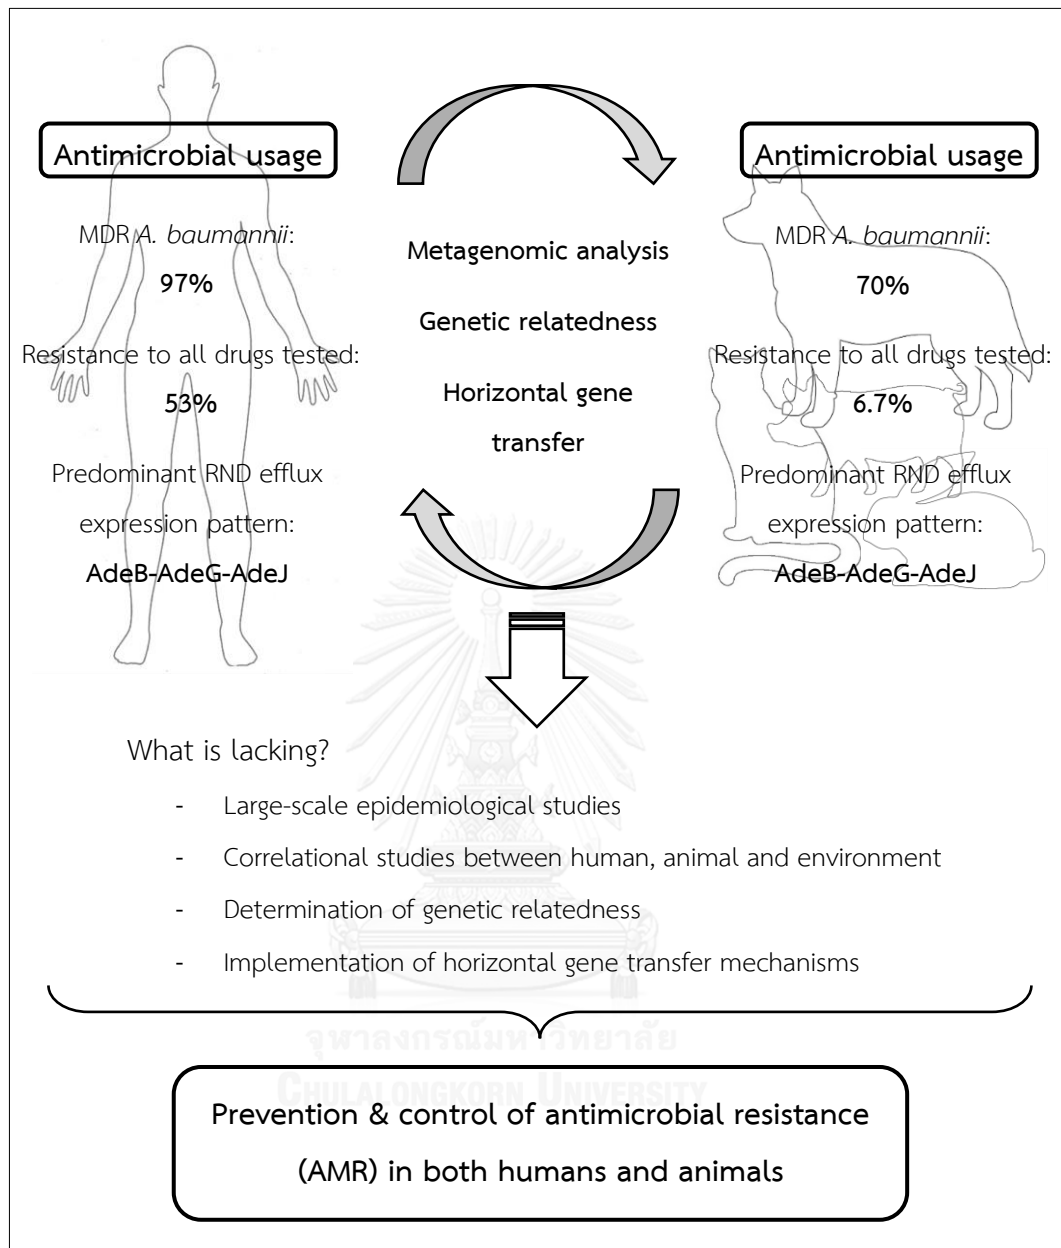 Antimicrobial usage
MDR A. baumannii:
97%
Resistance to all drugs tested:
53%
Predominant RND efflux
expression pattern:
AdeB-AdeG-AdeJ
Metagenomic analysis
Genetic relatedness
Horizontal gene
transfer
Antimicrobial usage
MDR A. baumannii:
70%
Resistance to all drugs tested:
6.7%
Predominant RND efflux
expression pattern:
AdeB-AdeG-AdeJ
What is lacking?
- Large-scale epidemiological studies
- Correlational studies between human, animal and environment
- Determination of genetic relatedness
- Implementation of horizontal gene transfer mechanisms
จุฬาลงกรณ์มหาวิทยาลัย
CHULALONGKORN UNIVERSITY
Prevention & control of antimicrobial resistance
(AMR) in both humans and animals